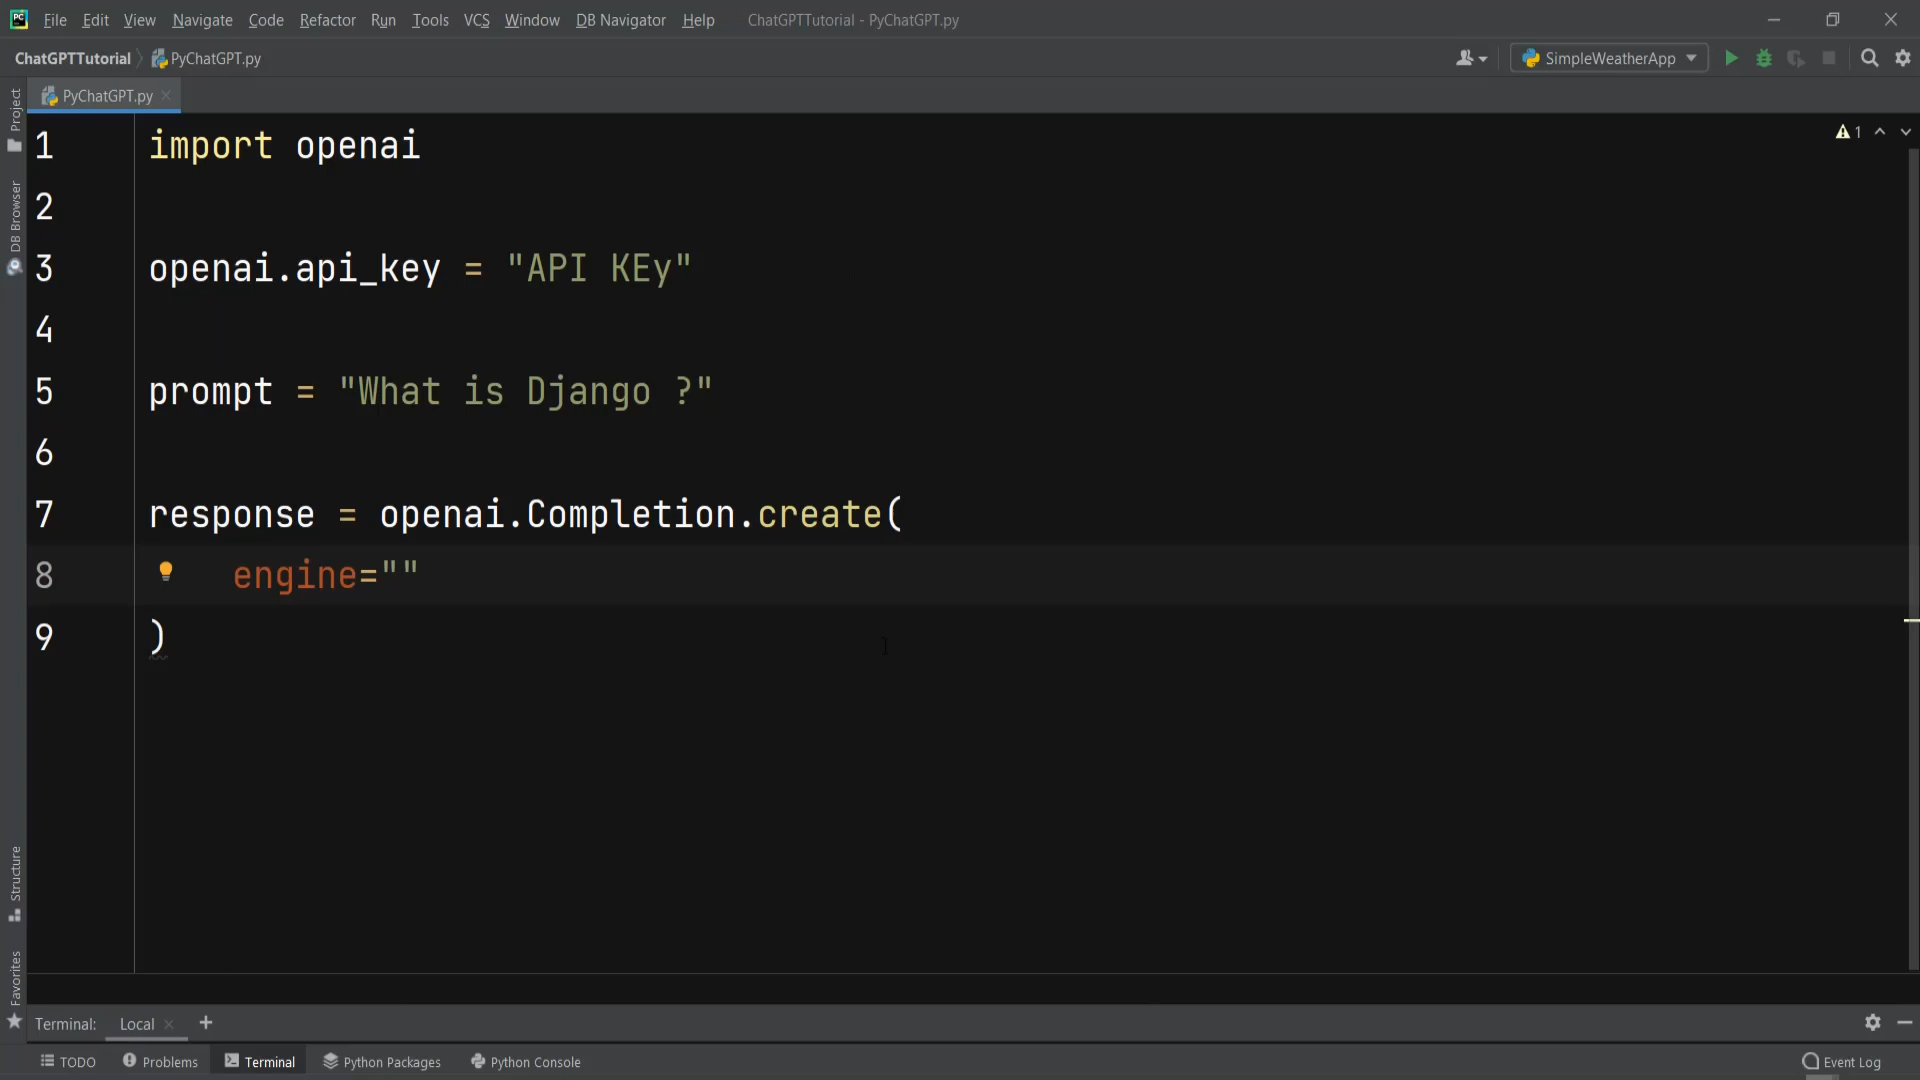 PC File Edit View Navigate Code Refactor Run Tools VCS Window DB Navigator Help ChatGPTTutorial - PyChatGPT.py
ChatGPTTutorial PyChatGPT.py SimpleWeatherApp
PyChatGPT.py
Project
DB Browser
Structure
Favorites
1
1 import openai
2
3 openai.api_key = "API KEy"
4
5 prompt = "What is Django ?"
6
7 response = openai.Completion.create(
8 engine=""
9 )
Terminal: Local +
TODO Problems Terminal Python Packages Python Console Event Log